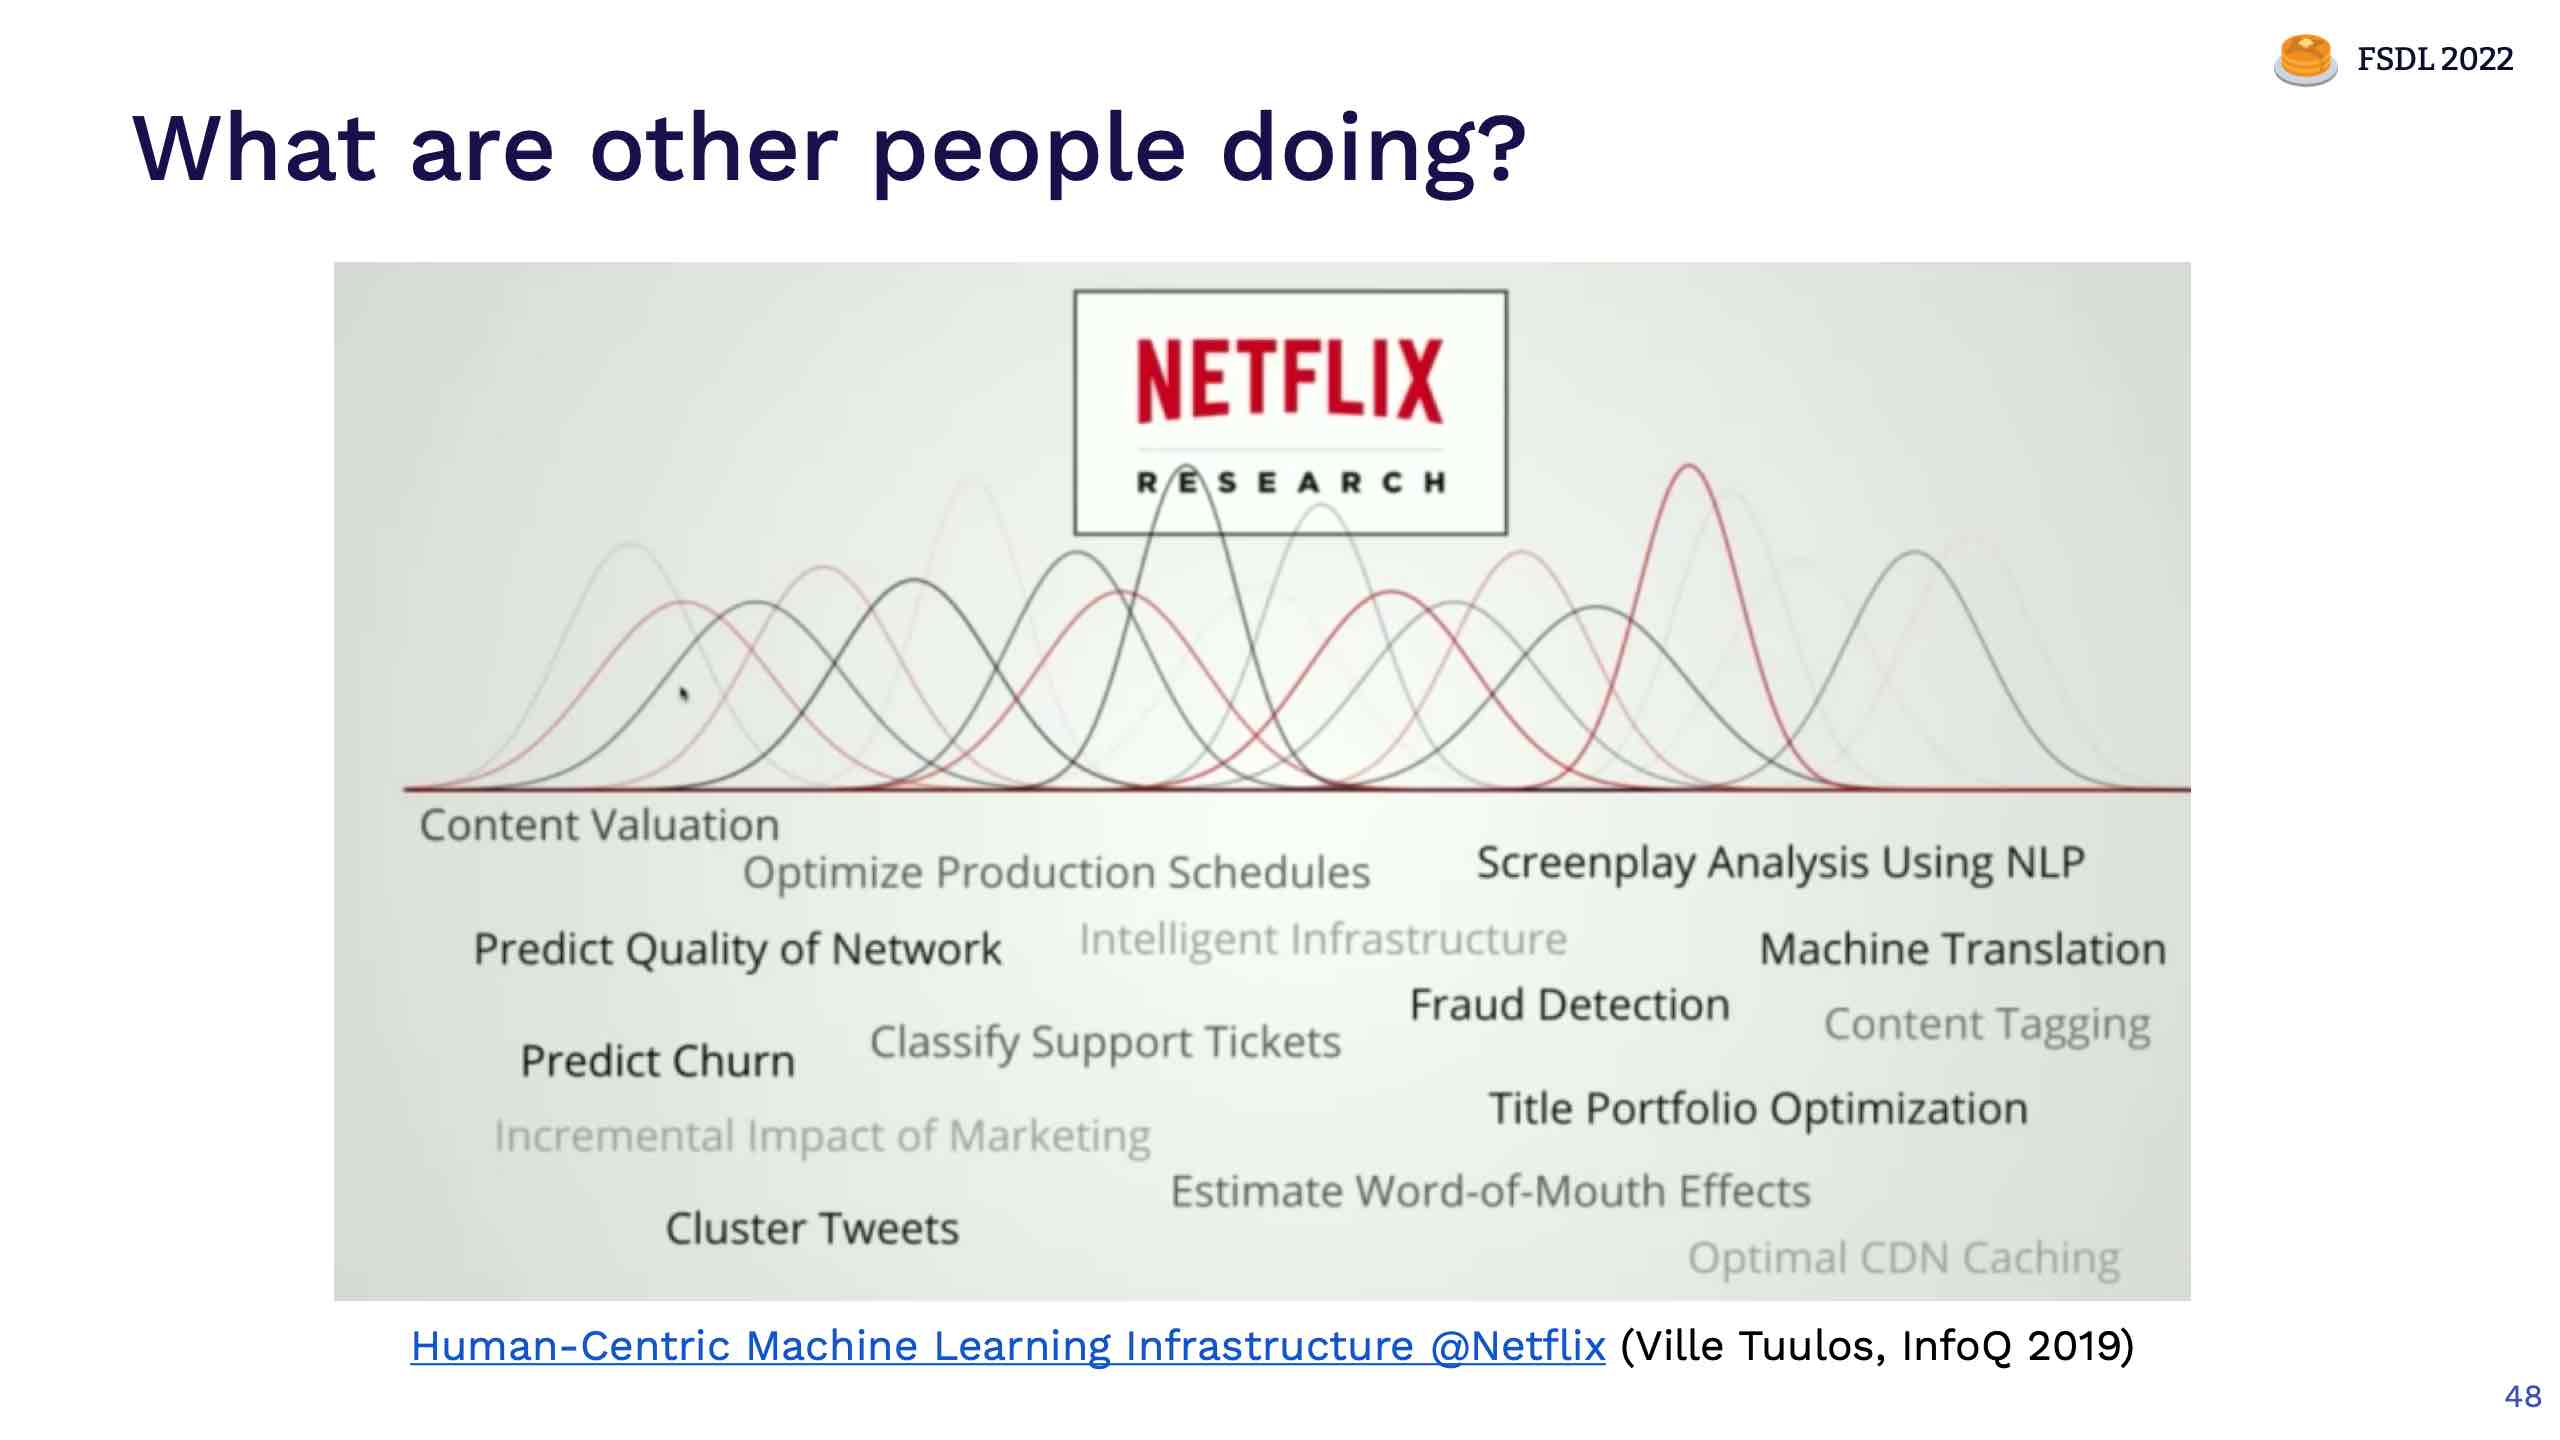 FSDL 2022
What are other people doing?
NETFLIX
RESEARCH
Content Valuation
Optimize Production Schedules
Screenplay Analysis Using NLP
Predict Quality of Network
Intelligent Infrastructure
Machine Translation
Fraud Detection
Content Tagging
Classify Support Tickets
Predict Churn
Title Portfolio Optimization
Incremental Impact of Marketing
Estimate Word-of-Mouth Effects
Cluster Tweets
Optimal CDN Caching
Human-Centric Machine Learning Infrastructure @Netflix (Ville Tuulos, InfoQ 2019)
48